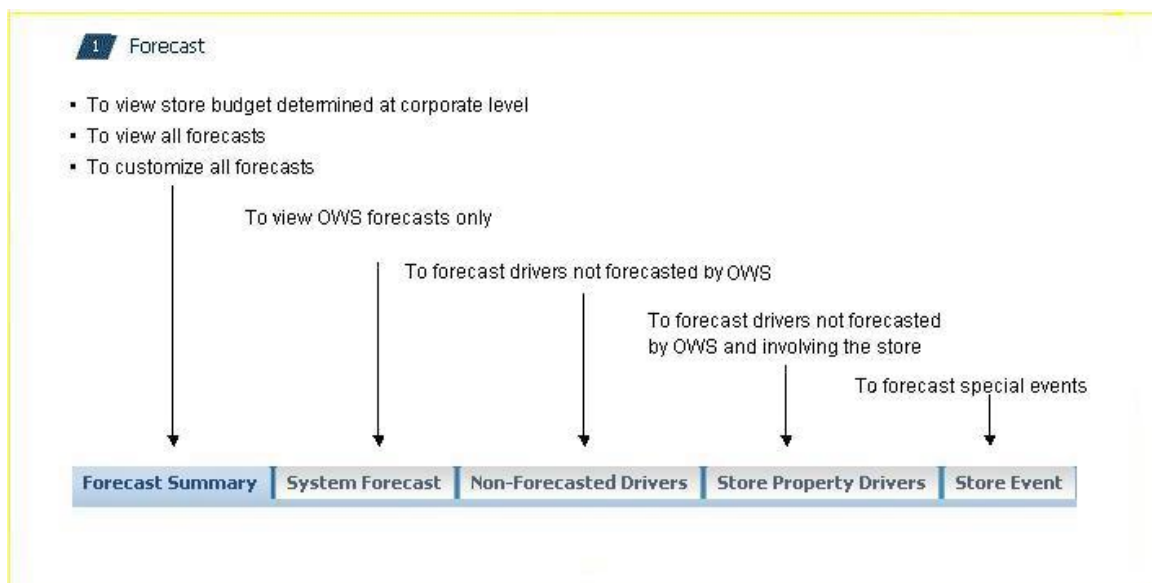 1 Forecast
▪ To view store budget determined at corporate level
▪ To view all forecasts
▪ To customize all forecasts
To view OWS forecasts only
To forecast drivers not forecasted by OWS
To forecast drivers not forecasted
by OWS and involving the store
To forecast special events
Forecast Summary System Forecast Non-Forecasted Drivers Store Property Drivers Store Event